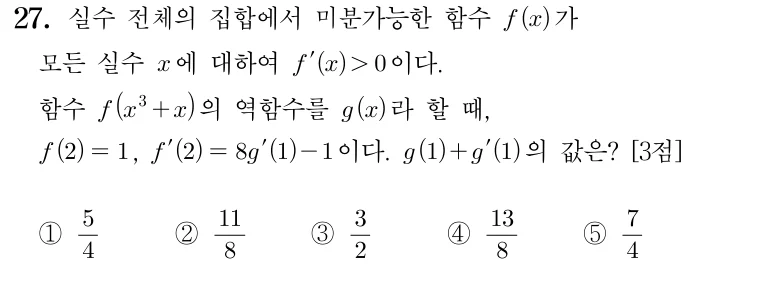 27. 실수 전체의 집합에서 미분가능한 함수 f(x)가
모든 실수 x에 대하여 f′(x)>0이다.
함수 f(x³+x)의 역함수를 g(x)라 할 때,
f(2)=1, f′(2)=8g′(1)−1이다. g(1)+g′(1)의 값은? [3점]
① 5/4 ② 11/8 ③ 3/2 ④ 13/8 ⑤ 7/4